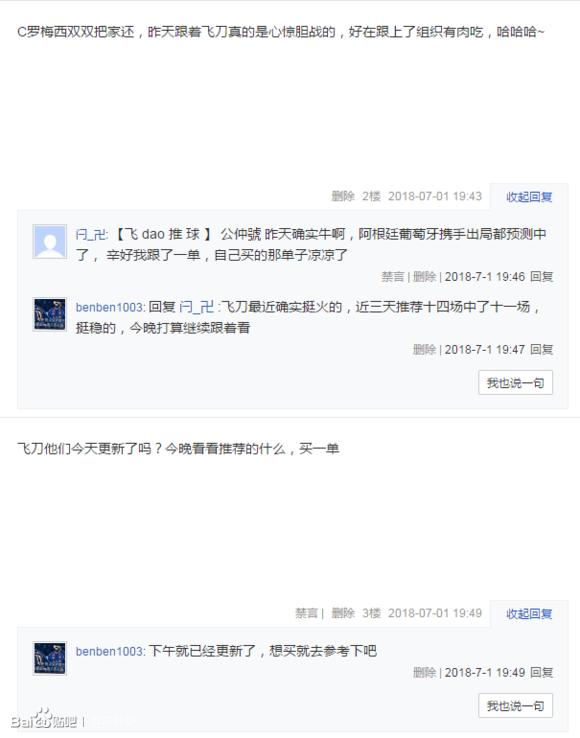 C罗梅西双双把家还，昨天跟着飞刀真的是心惊胆战的，好在跟上了组织有肉吃，哈哈哈~
删除 2楼 2018-07-01 19:43 收起回复
闩_卍:【飞 dao 推 球 】 公仲號 昨天确实牛啊，阿根廷葡萄牙携手出局都预测中
了， 辛好我跟了一单，自己买的那单子凉凉了
禁言 | 删除 | 2018-7-1 19:46 回复
benben1003: 回复 闩_卍 :飞刀最近确实挺火的，近三天推荐十四场中了十一场，
挺稳的，今晚打算继续跟着看
删除 | 2018-7-1 19:47 回复
我也说一句
飞刀他们今天更新了吗？今晚看看推荐的什么，买一单
禁言 | 删除 3楼 2018-07-01 19:49 收起回复
benben1003: 下午就已经更新了，想买就去参考下吧
删除 | 2018-7-1 19:49 回复
我也说一句
Bai du 贴吧 |